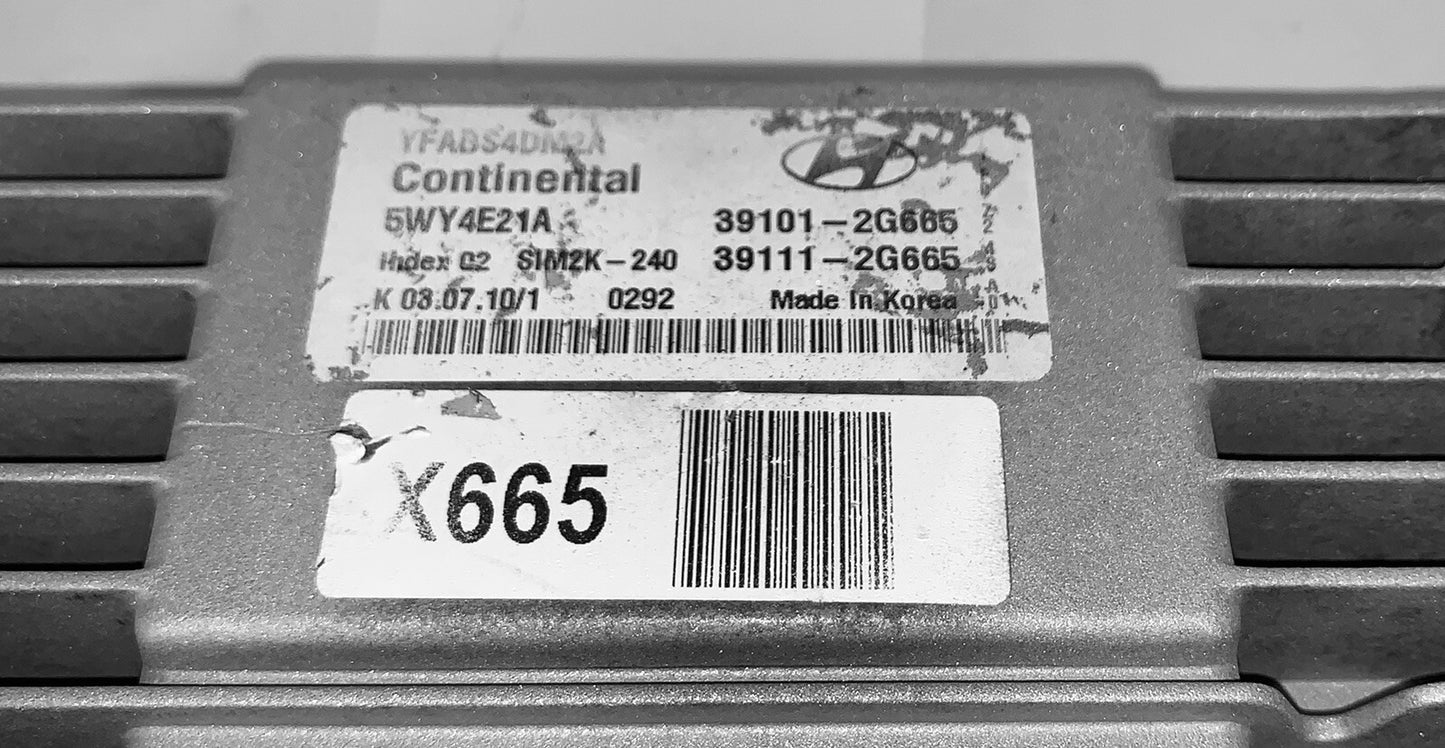 YFABS4DM2A
Continental
5WY4E21A 39101-2G665
Index 02 SIM2K-240 39111-2G665
K 03.07.10/1 0292 Made In Korea
X665